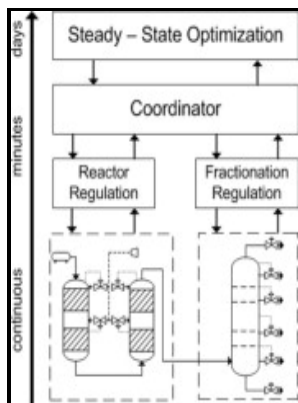 days
Steady – State Optimization
Coordinator
minutes
Reactor
Regulation
Fractionation
Regulation
continuous